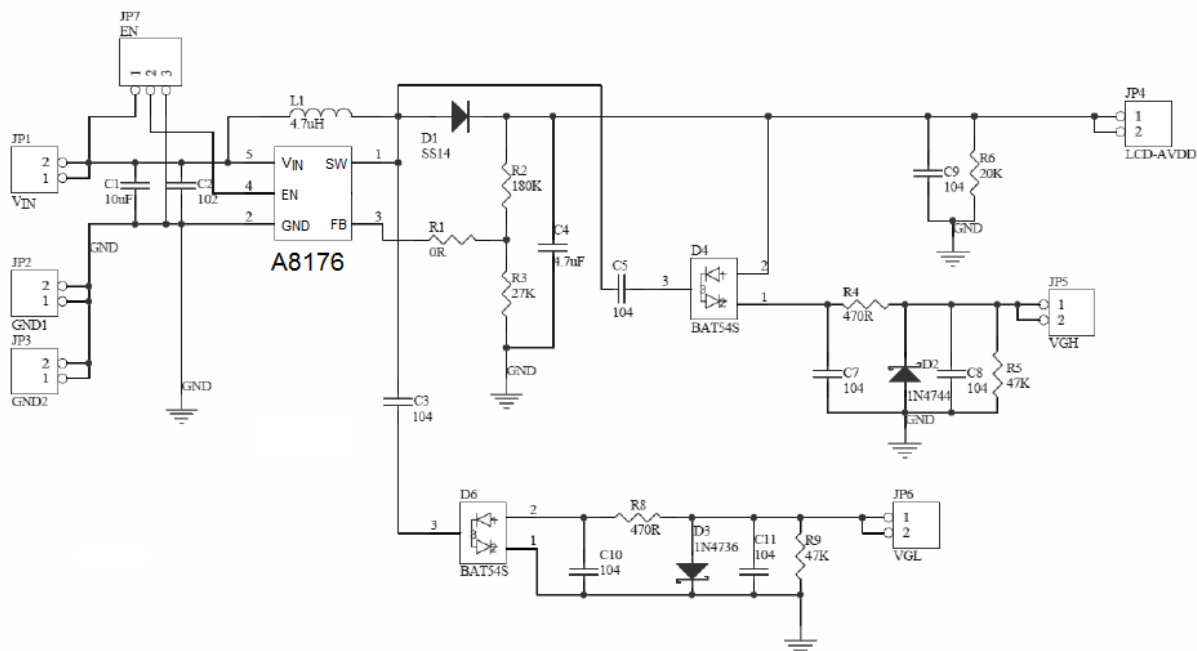 JP7
EN
1 2 3
JP1
2
1
VIN
C1
10uF
C2
102
L1
4.7uH
5
4
2
VIN
EN
GND
SW
FB
1
3
A8176
D1
SS14
R2
180K
R1
0R
R3
27K
C4
4.7uF
GND
GND
JP2
2
1
GND1
JP3
2
1
GND2
GND
C5
104
3
D4
3
BAT54S
2
1
C9
104
R6
20K
GND
JP4
1
2
LCD-AVDD
R4
470R
C7
104
D2
1N4744
C8
104
R5
47K
GND
JP5
1
2
VGH
C3
104
3
D6
3
BAT54S
2
1
R8
470R
C10
104
D3
1N4736
C11
104
R9
47K
JP6
1
2
VGL